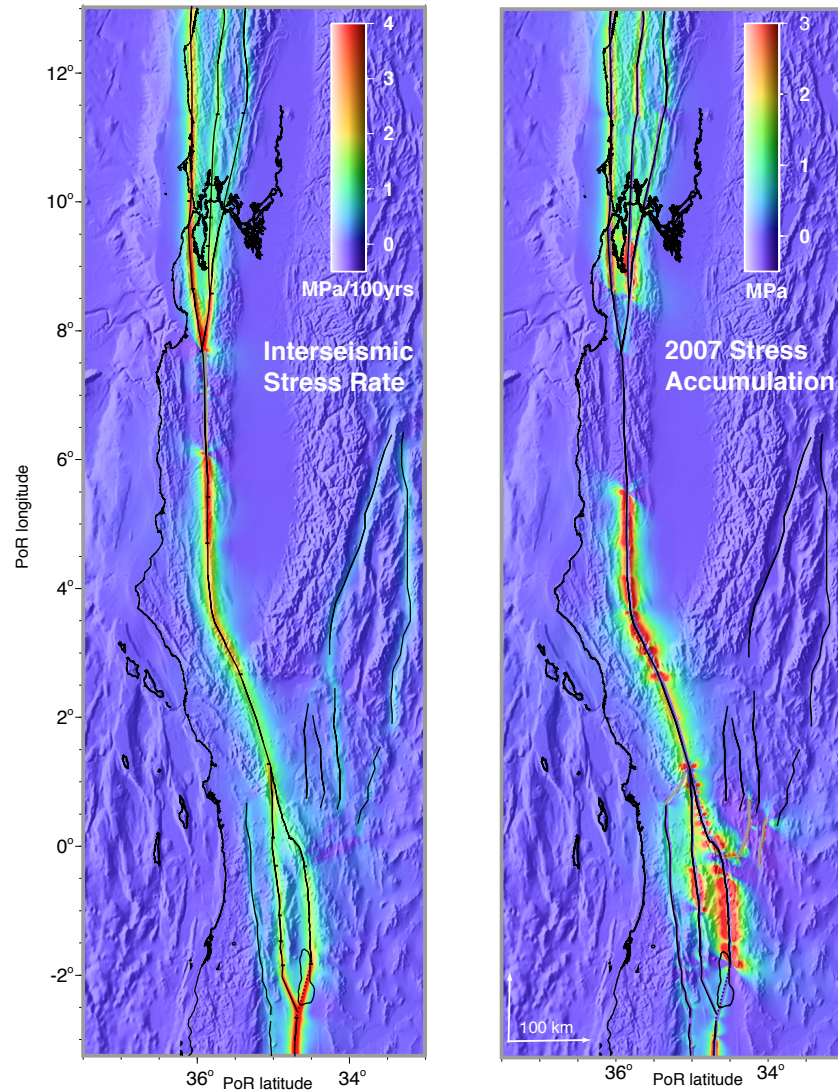 12°
10°
8°
6°
4°
2°
0°
-2°
PoR longitude
4
2
1
0
MPa/100yrs
Interseismic
Stress Rate
36°
34°
PoR latitude
3
2
1
0
MPa
2007 Stress
Accumulation
100 km
36°
34°
PoR latitude